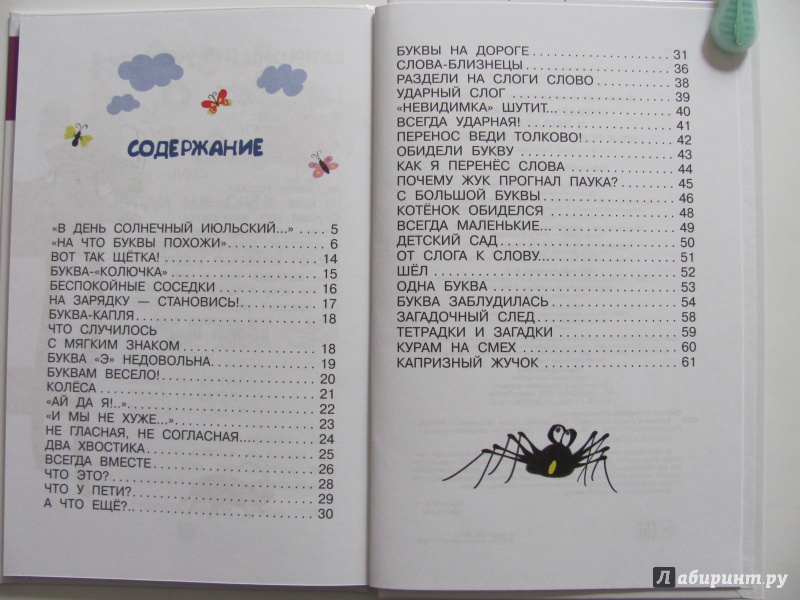 СОДЕРЖАНИЕ
«В ДЕНЬ СОЛНЕЧНЫЙ ИЮЛЬСКИЙ...» . . . . 5
«НА ЧТО БУКВЫ ПОХОЖИ» . . . . 6
ВОТ ТАК ЩЁТКА! . . . . 14
БУКВА-«КОЛЮЧКА» . . . . 15
БЕСПОКОЙНЫЕ СОСЕДКИ . . . . 16
НА ЗАРЯДКУ — СТАНОВИСЬ! . . . . 17
БУКВА-КАПЛЯ . . . . 18
ЧТО СЛУЧИЛОСЬ
С МЯГКИМ ЗНАКОМ . . . . 18
БУКВА «Э» НЕДОВОЛЬНА . . . . 19
БУКВАМ ВЕСЕЛО! . . . . 20
КОЛЁСА . . . . 21
«АЙ ДА Я!..» . . . . 22
«И МЫ НЕ ХУЖЕ...» . . . . 23
НЕ ГЛАСНАЯ, НЕ СОГЛАСНАЯ... . . . . 24
ДВА ХВОСТИКА . . . . 25
ВСЕГДА ВМЕСТЕ . . . . 26
ЧТО ЭТО? . . . . 28
ЧТО У ПЕТИ? . . . . 29
А ЧТО ЕЩЁ? . . . . 30
БУКВЫ НА ДОРОГЕ . . . . 31
СЛОВА-БЛИЗНЕЦЫ . . . . 36
РАЗДЕЛИ НА СЛОГИ СЛОВО . . . . 38
УДАРНЫЙ СЛОГ . . . . 39
«НЕВИДИМКА» ШУТИТ... . . . . 40
ВСЕГДА УДАРНАЯ! . . . . 41
ПЕРЕНОС ВЕДИ ТОЛКОВО! . . . . 42
ОБИДЕЛИ БУКВУ . . . . 43
КАК Я ПЕРЕНЁС СЛОВА . . . . 44
ПОЧЕМУ ЖУК ПРОГНАЛ ПАУКА? . . . . 45
С БОЛЬШОЙ БУКВЫ . . . . 46
КОТЁНОК ОБИДЕЛСЯ . . . . 48
ВСЕГДА МАЛЕНЬКИЕ... . . . . 49
ДЕТСКИЙ САД . . . . 50
ОТ СЛОГА К СЛОВУ... . . . . 51
ШЁЛ . . . . 52
ОДНА БУКВА . . . . 53
БУКВА ЗАБЛУДИЛАСЬ . . . . 54
ЗАГАДОЧНЫЙ СЛЕД . . . . 58
ТЕТРАДКИ И ЗАГАДКИ . . . . 59
КУРАМ НА СМЕХ . . . . 60
КАПРИЗНЫЙ ЖУЧОК . . . . 61
Лабиринт.ру